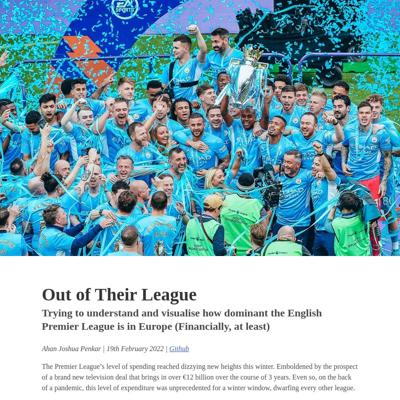 EA
SPORTS
Out of Their League
Trying to understand and visualise how dominant the English
Premier League is in Europe (Financially, at least)
Ahan Joshua Penkar | 19th February 2022 | Github
The Premier League's level of spending reached dizzying new heights this winter. Emboldened by the prospect
of a brand new television deal that brings in over €12 billion over the course of 3 years. Even so, on the back
of a pandemic, this level of expenditure was unprecedented for a winter window, dwarfing every other league.